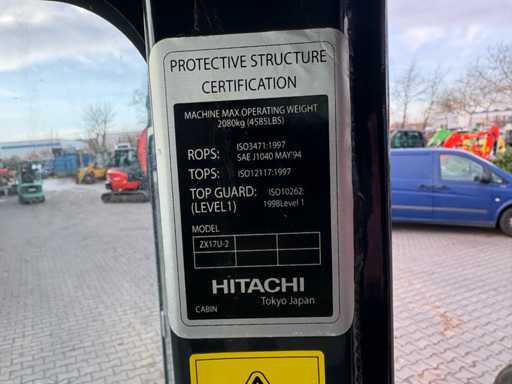 PROTECTIVE STRUCTURE
CERTIFICATION
MACHINE MAX.OPERATING WEIGHT
2080kg (4585LBS)
ROPS: ISO3471:1997
SAE J1040 MAY'94
TOPS: ISO12117:1997
TOP GUARD: ISO10262:
(LEVEL1) 1998Level 1
MODEL
ZX17U-2
HITACHI
CABIN Tokyo Japan